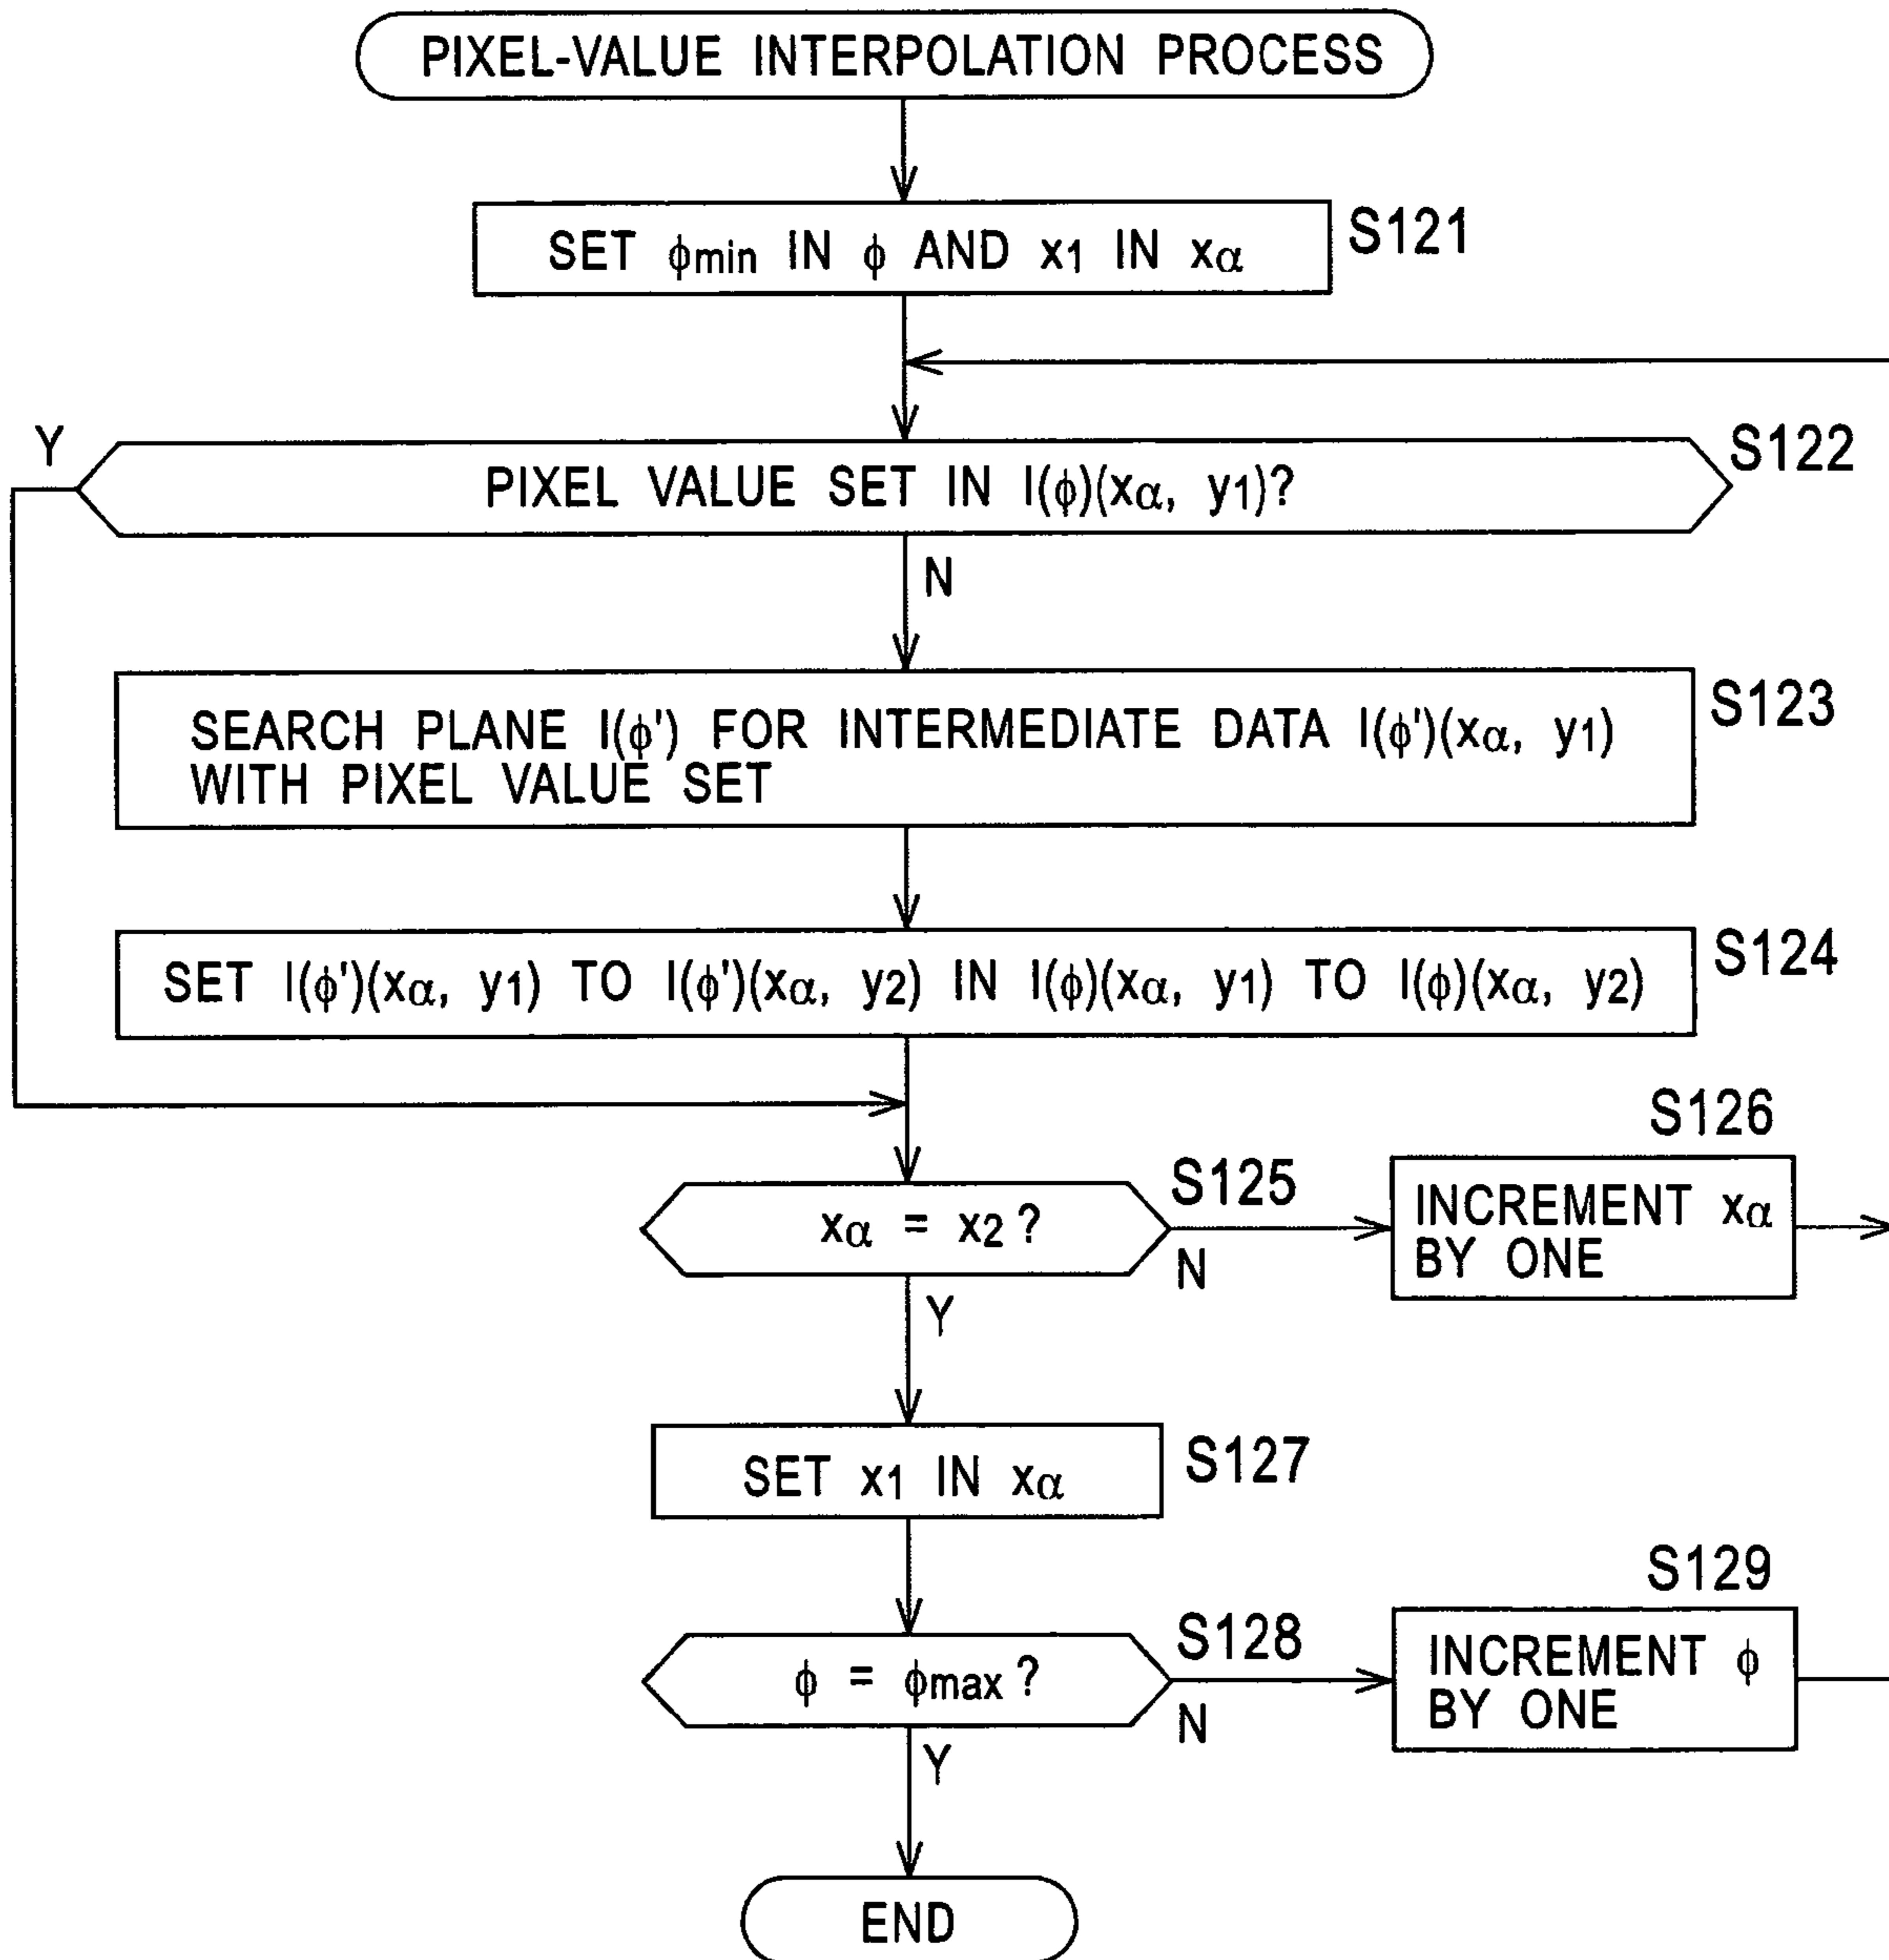 PIXEL-VALUE INTERPOLATION PROCESS
SET ϕmin IN ϕ AND x1 IN xα
S121
Y
PIXEL VALUE SET IN I(ϕ)(xα, y1)?
S122
N
SEARCH PLANE I(ϕ') FOR INTERMEDIATE DATA I(ϕ')(xα, y1)
WITH PIXEL VALUE SET
S123
SET I(ϕ')(xα, y1) TO I(ϕ')(xα, y2) IN I(ϕ)(xα, y1) TO I(ϕ)(xα, y2)
S124
xα = x2 ?
S125
N
S126
INCREMENT xα
BY ONE
Y
SET x1 IN xα
S127
ϕ = ϕmax ?
S128
N
S129
INCREMENT ϕ
BY ONE
Y
END